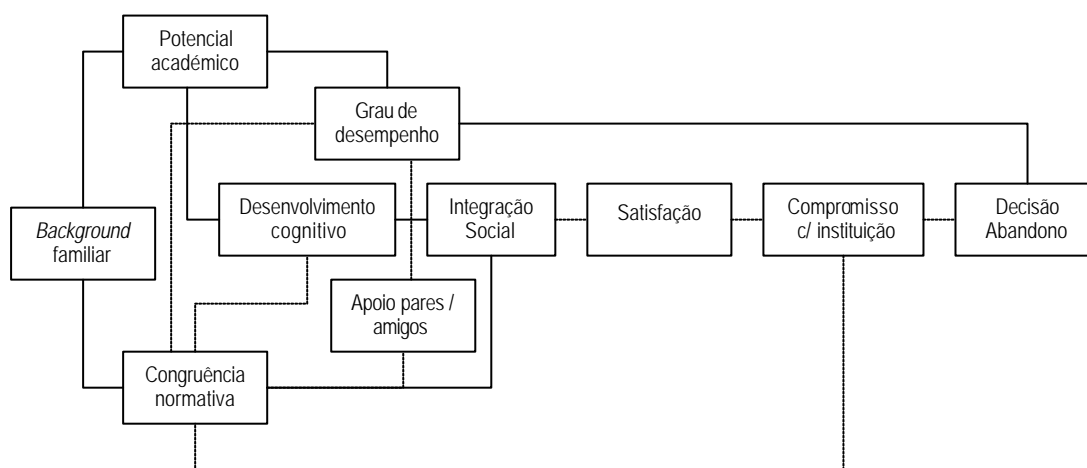 Potencial
académico
Grau de
desempenho
Background
familiar
Desenvolvimento
cognitivo
Integração
Social
Satisfação
Compromisso
c/ instituição
Decisão
Abandono
Apoio pares /
amigos
Congruência
normativa